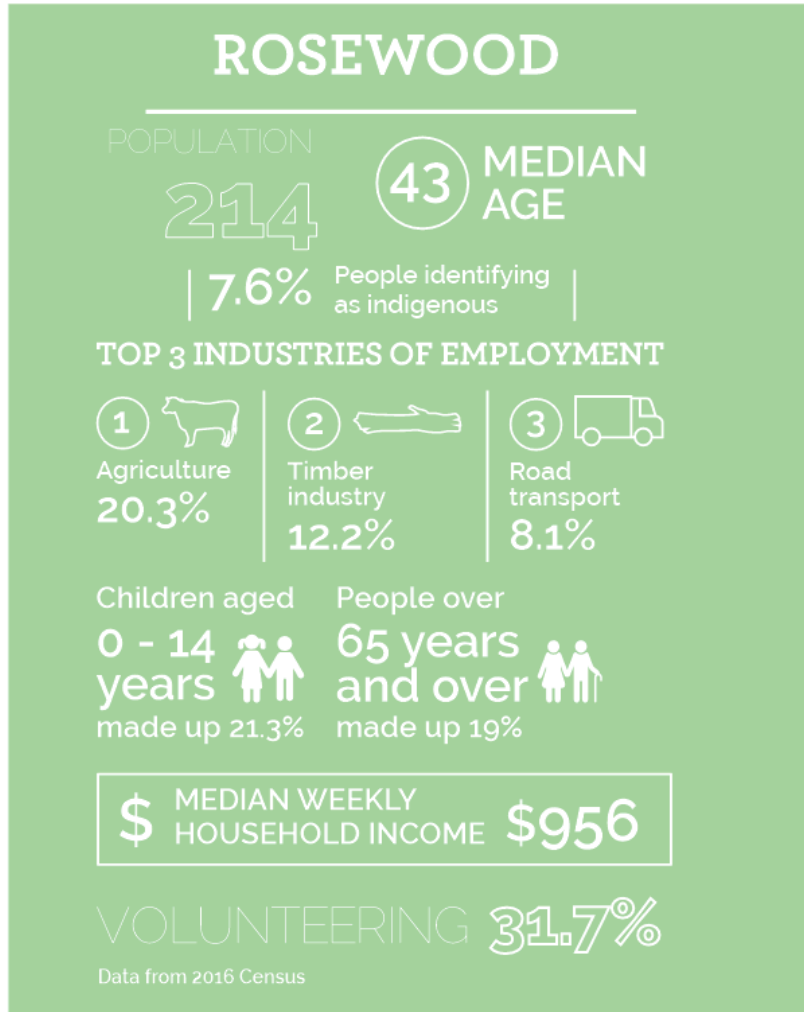 ROSEWOOD
POPULATION
214
43
MEDIAN
AGE
7.6%
People identifying
as indigenous
TOP 3 INDUSTRIES OF EMPLOYMENT
1
Agriculture
20.3%
2
Timber
industry
12.2%
3
Road
transport
8.1%
Children aged
0 - 14
years
made up 21.3%
People over
65 years
and over
made up 19%
$
MEDIAN WEEKLY
HOUSEHOLD INCOME
$956
VOLUNTEERING 31.7%
Data from 2016 Census